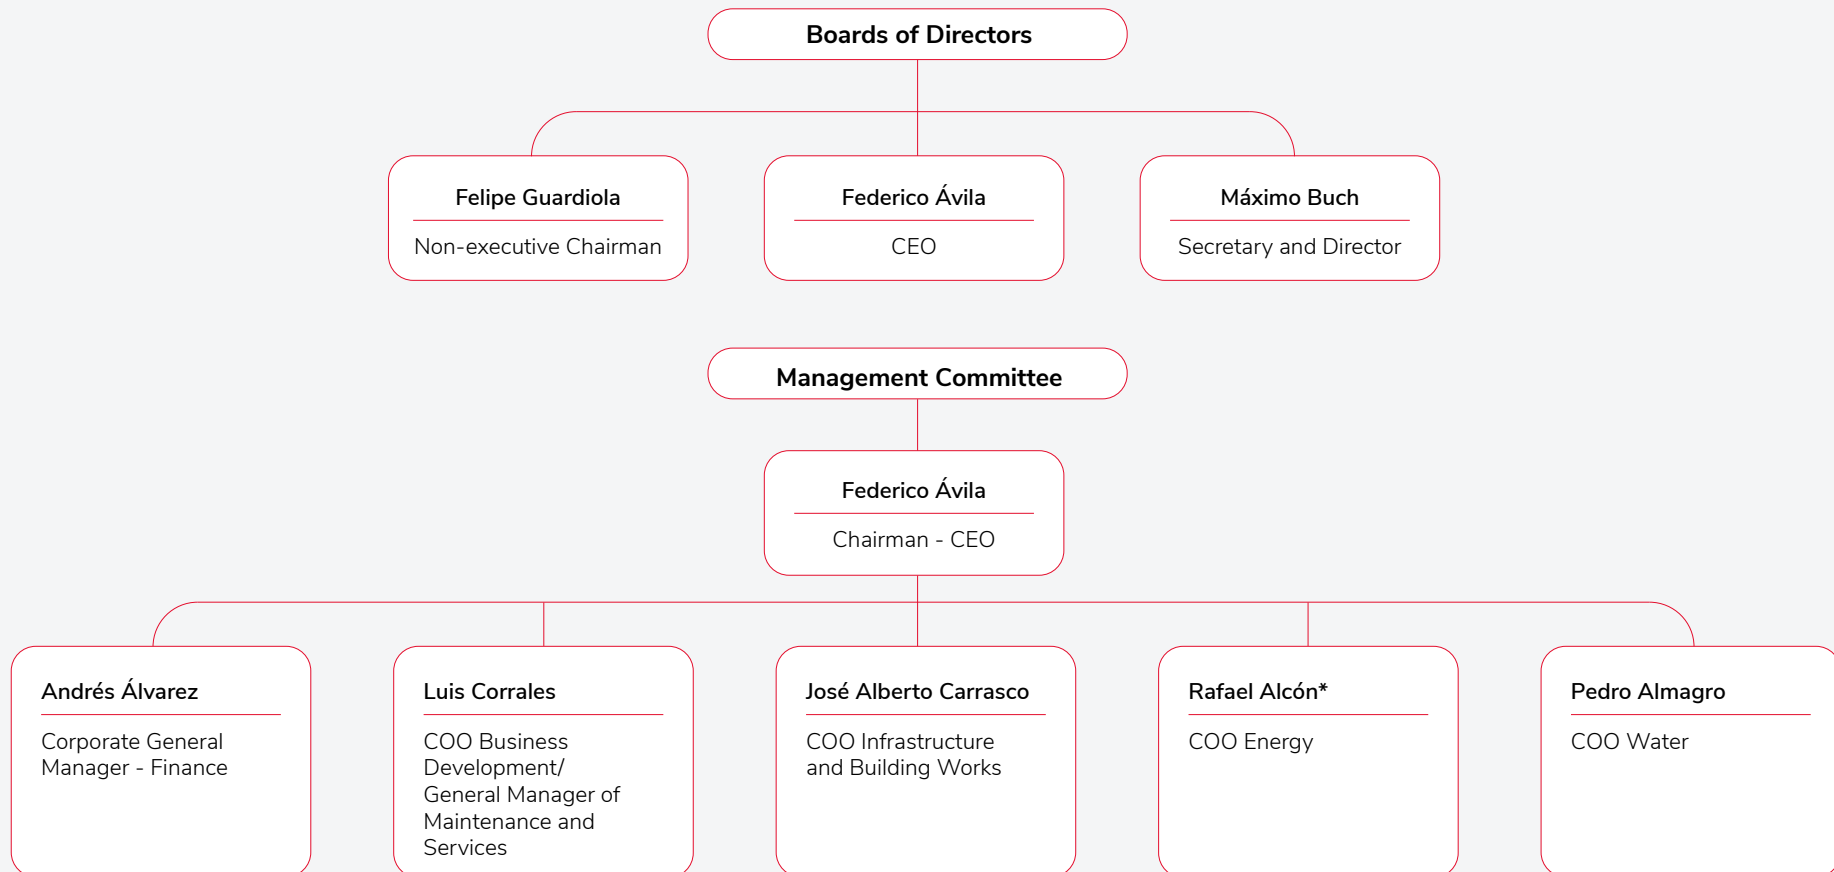 Boards of Directors
Felipe Guardiola
Non-executive Chairman
Federico Ávila
CEO
Máximo Buch
Secretary and Director
Management Committee
Federico Ávila
Chairman - CEO
Andrés Álvarez
Corporate General
Manager - Finance
Luis Corrales
COO Business
Development/
General Manager of
Maintenance and
Services
José Alberto Carrasco
COO Infrastructure
and Building Works
Rafael Alcón*
COO Energy
Pedro Almagro
COO Water